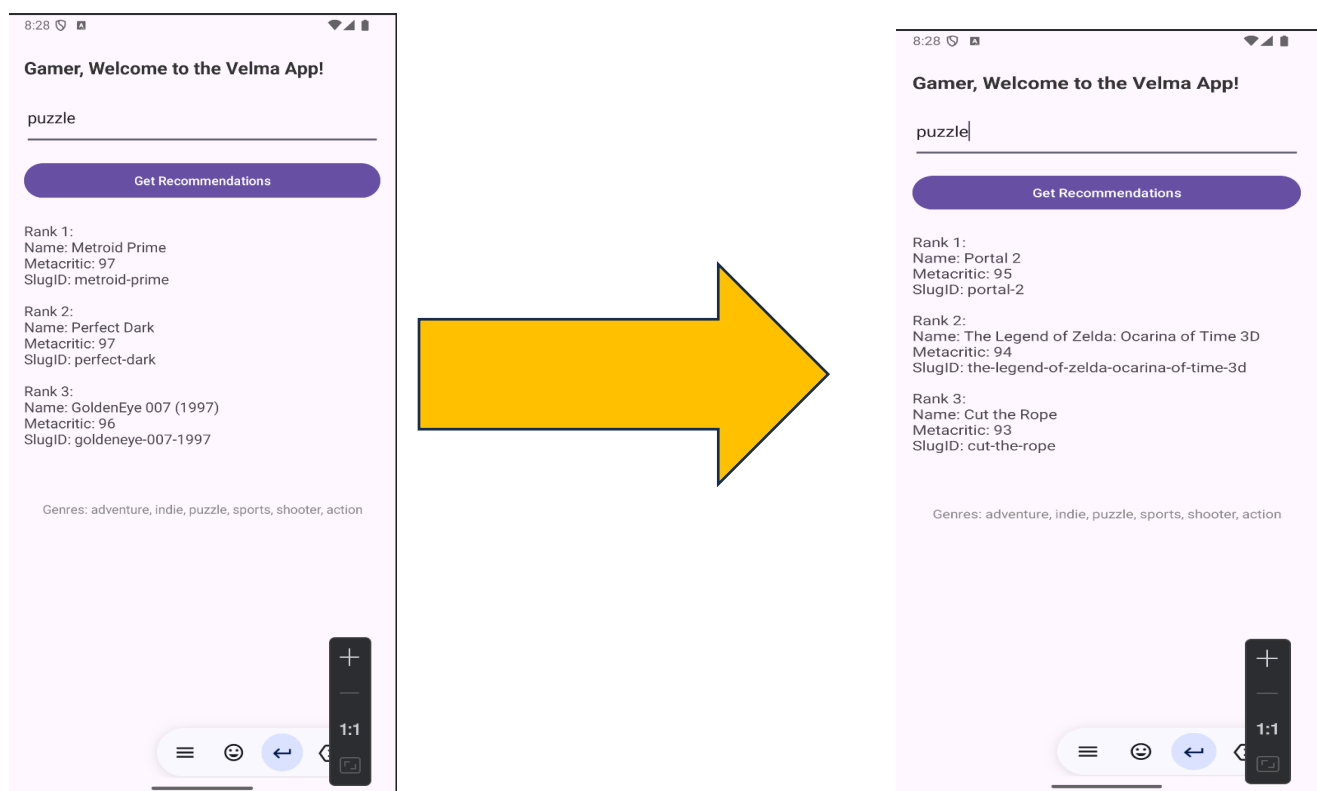 8:28
Gamer, Welcome to the Velma App!
puzzle
Get Recommendations
Rank 1:
Name: Metroid Prime
Metacritic: 97
SlugID: metroid-prime
Rank 2:
Name: Perfect Dark
Metacritic: 97
SlugID: perfect-dark
Rank 3:
Name: GoldenEye 007 (1997)
Metacritic: 96
SlugID: goldeneye-007-1997
Genres: adventure, indie, puzzle, sports, shooter, action
1:1
8:28
Gamer, Welcome to the Velma App!
puzzle
Get Recommendations
Rank 1:
Name: Portal 2
Metacritic: 95
SlugID: portal-2
Rank 2:
Name: The Legend of Zelda: Ocarina of Time 3D
Metacritic: 94
SlugID: the-legend-of-zelda-ocarina-of-time-3d
Rank 3:
Name: Cut the Rope
Metacritic: 93
SlugID: cut-the-rope
Genres: adventure, indie, puzzle, sports, shooter, action
1:1